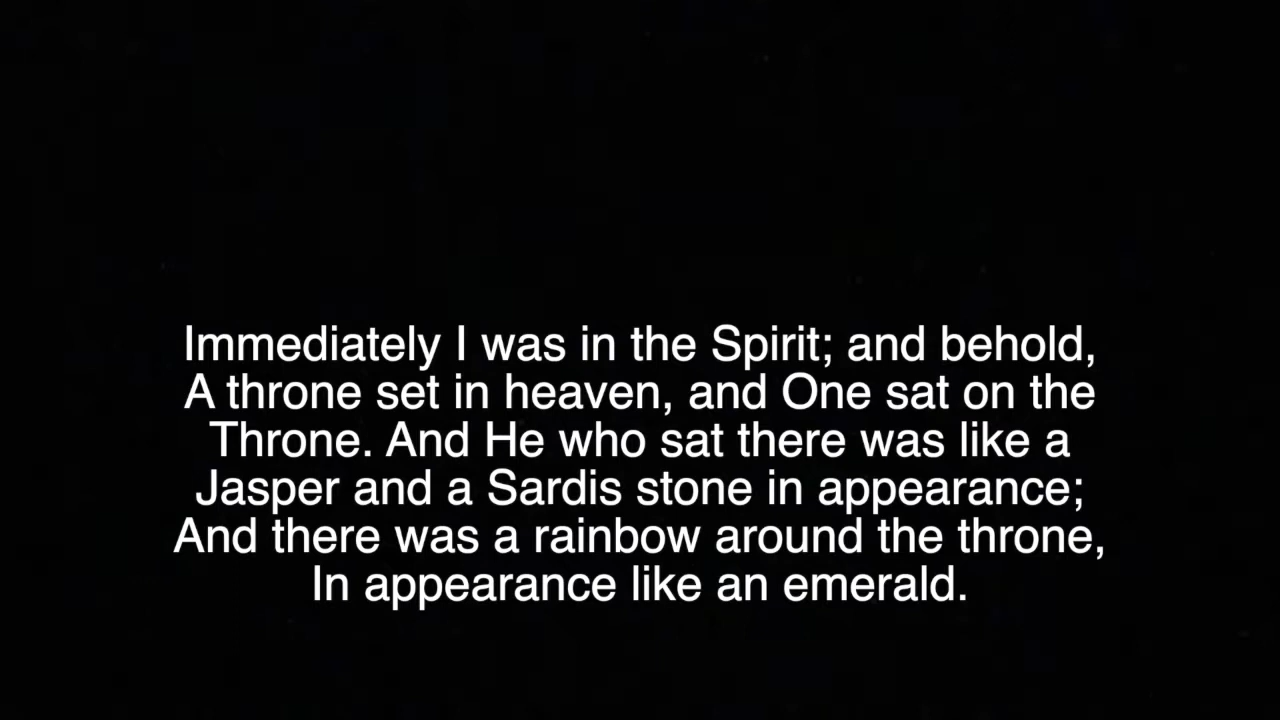 Immediately I was in the Spirit; and behold,
A throne set in heaven, and One sat on the
Throne. And He who sat there was like a
Jasper and a Sardis stone in appearance;
And there was a rainbow around the throne,
In appearance like an emerald.